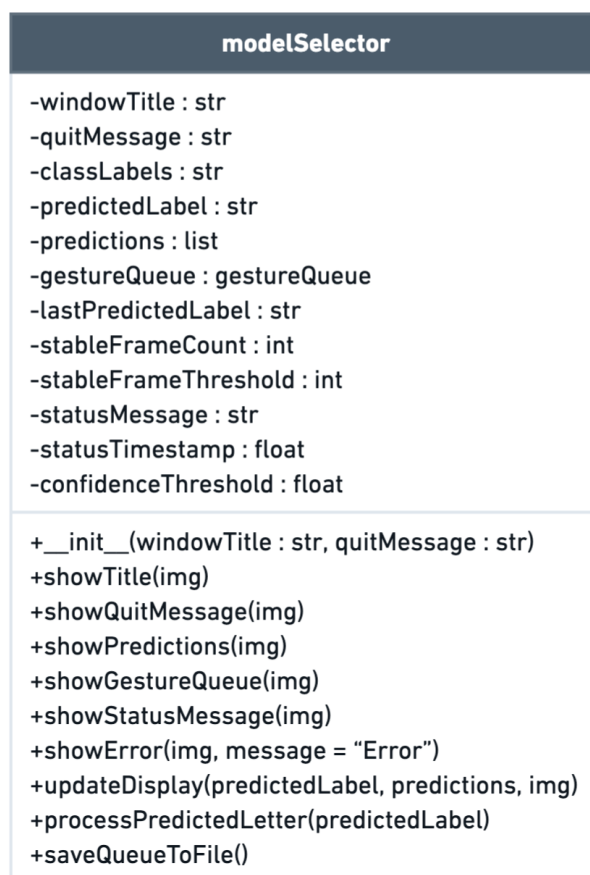 modelSelector
-windowTitle : str
-quitMessage : str
-classLabels : str
-predictedLabel : str
-predictions : list
-gestureQueue : gestureQueue
-lastPredictedLabel : str
-stableFrameCount : int
-stableFrameThreshold : int
-statusMessage : str
-statusTimestamp : float
-confidenceThreshold : float
+__init__(windowTitle : str, quitMessage : str)
+showTitle(img)
+showQuitMessage(img)
+showPredictions(img)
+showGestureQueue(img)
+showStatusMessage(img)
+showError(img, message = “Error”)
+updateDisplay(predictedLabel, predictions, img)
+processPredictedLetter(predictedLabel)
+saveQueueToFile()